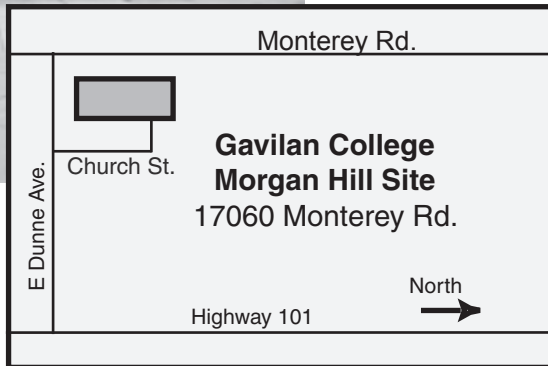 Monterey Rd.
Church St.
E Dunne Ave.
Gavilan College
Morgan Hill Site
17060 Monterey Rd.
North
Highway 101